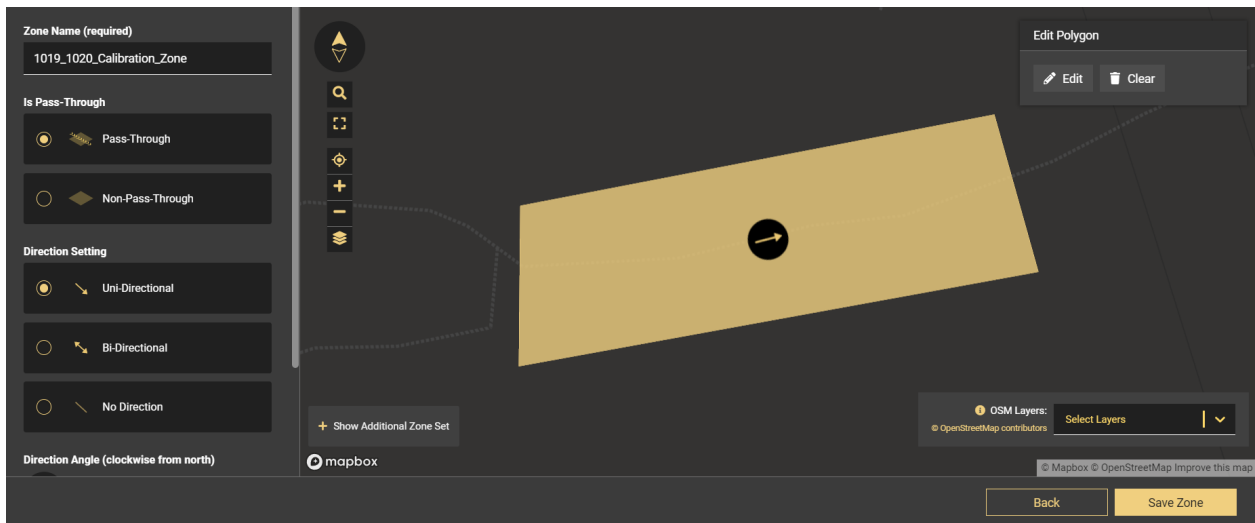 Zone Name (required)
1019_1020_Calibration_Zone
Is Pass-Through
Pass-Through
Non-Pass-Through
Direction Setting
Uni-Directional
Bi-Directional
No Direction
Direction Angle (clockwise from north)
Edit Polygon
Edit
Clear
+ Show Additional Zone Set
OSM Layers:
© OpenStreetMap contributors
Select Layers
mapbox
© Mapbox © OpenStreetMap Improve this map
Back
Save Zone